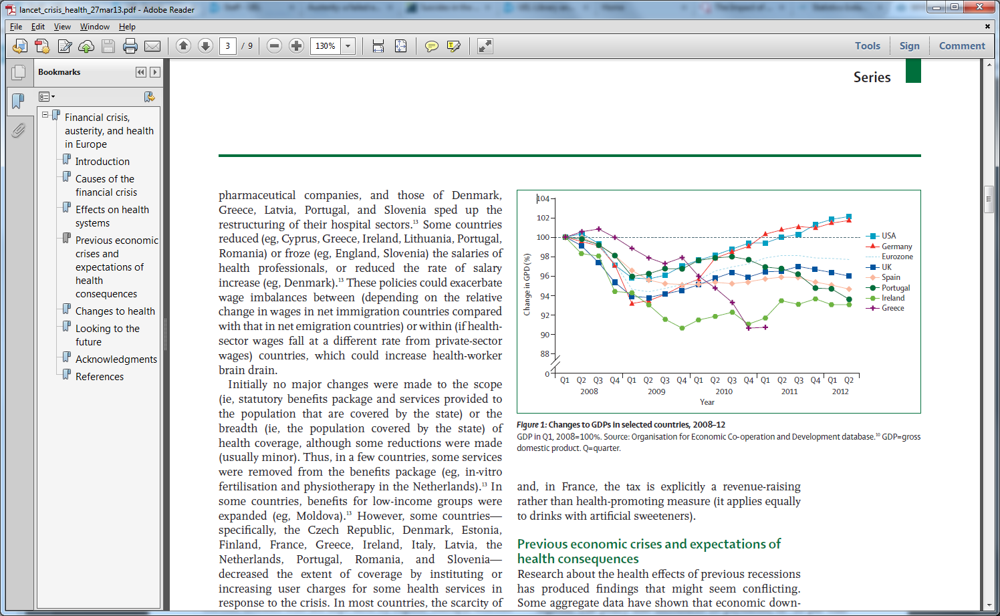 lancet_crisis_health_27mar13.pdf - Adobe Reader
File Edit View Window Help
3 / 9
130%
Tools Sign Comment
Bookmarks
Financial crisis,
austerity, and health
in Europe
Introduction
Causes of the
financial crisis
Effects on health
systems
Previous economic
crises and
expectations of
health
consequences
Changes to health
Looking to the
future
Acknowledgments
References
Series
pharmaceutical companies, and those of Denmark,
Greece, Latvia, Portugal, and Slovenia sped up the
restructuring of their hospital sectors.¹³ Some countries
reduced (eg, Cyprus, Greece, Ireland, Lithuania, Portugal,
Romania) or froze (eg, England, Slovenia) the salaries of
health professionals, or reduced the rate of salary
increase (eg, Denmark).¹³ These policies could exacerbate
wage imbalances between (depending on the relative
change in wages in net immigration countries compared
with that in net emigration countries) or within (if health-
sector wages fall at a different rate from private-sector
wages) countries, which could increase health-worker
brain drain.
Initially no major changes were made to the scope
(ie, statutory benefits package and services provided to
the population that are covered by the state) or the
breadth (ie, the population covered by the state) of
health coverage, although some reductions were made
(usually minor). Thus, in a few countries, some services
were removed from the benefits package (eg, in-vitro
fertilisation and physiotherapy in the Netherlands).¹³ In
some countries, benefits for low-income groups were
expanded (eg, Moldova).¹³ However, some countries—
specifically, the Czech Republic, Denmark, Estonia,
Finland, France, Greece, Ireland, Italy, Latvia, the
Netherlands, Portugal, Romania, and Slovenia—
decreased the extent of coverage by instituting or
increasing user charges for some health services in
response to the crisis. In most countries, the scarcity of
104
102
100
98
96
94
92
90
88
0
Change in GPD (%)
Q1 Q2 Q3 Q4 Q1 Q2 Q3 Q4 Q1 Q2 Q3 Q4 Q1 Q2 Q3 Q4 Q1 Q2
2008 2009 2010 2011 2012
Year
USA
Germany
Eurozone
UK
Spain
Portugal
Ireland
Greece
Figure 1: Changes to GDPs in selected countries, 2008–12
GDP in Q1, 2008=100%. Source: Organisation for Economic Co-operation and Development database.¹⁰ GDP=gross
domestic product. Q=quarter.
and, in France, the tax is explicitly a revenue-raising
rather than health-promoting measure (it applies equally
to drinks with artificial sweeteners).
Previous economic crises and expectations of
health consequences
Research about the health effects of previous recessions
has produced findings that might seem conflicting.
Some aggregate data have shown that economic down-